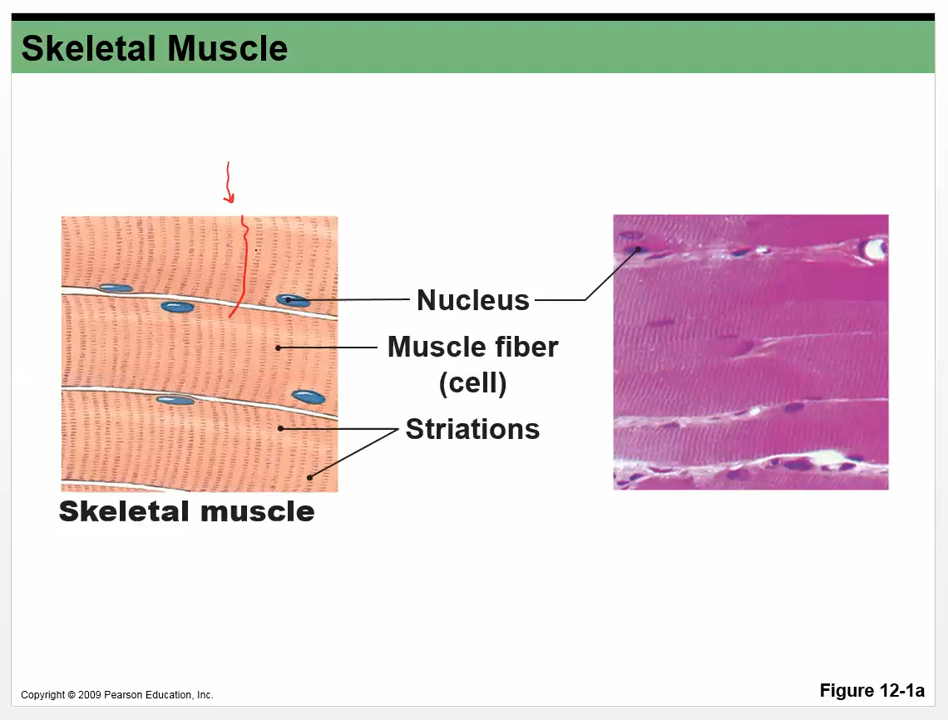 Skeletal Muscle
Nucleus
Muscle fiber
(cell)
Striations
Skeletal muscle
Copyright © 2009 Pearson Education, Inc.
Figure 12-1a